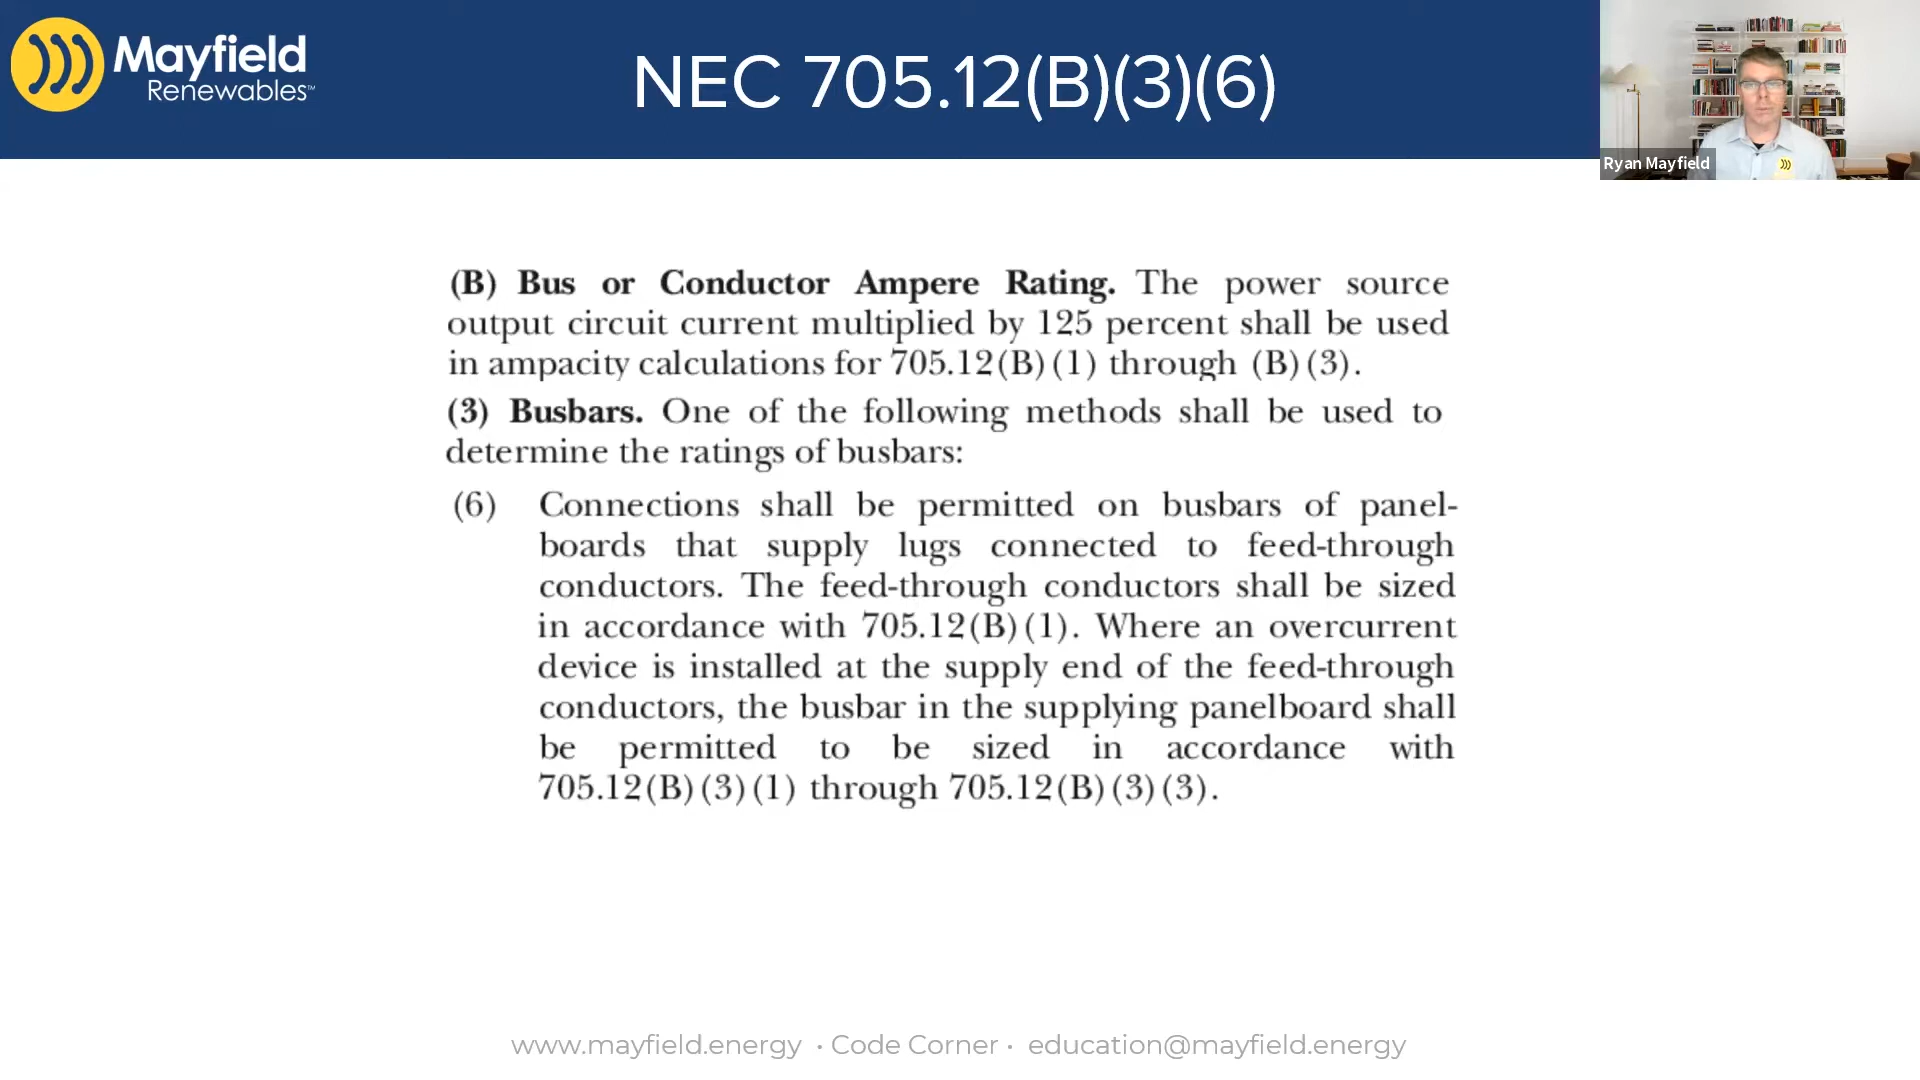 Mayfield
Renewables™
NEC 705.12(B)(3)(6)
Ryan Mayfield
(B) Bus or Conductor Ampere Rating. The power source
output circuit current multiplied by 125 percent shall be used
in ampacity calculations for 705.12(B)(1) through (B)(3).
(3) Busbars. One of the following methods shall be used to
determine the ratings of busbars:
(6) Connections shall be permitted on busbars of panel-
boards that supply lugs connected to feed-through
conductors. The feed-through conductors shall be sized
in accordance with 705.12(B)(1). Where an overcurrent
device is installed at the supply end of the feed-through
conductors, the busbar in the supplying panelboard shall
be permitted to be sized in accordance with
705.12(B)(3)(1) through 705.12(B)(3)(3).
www.mayfield.energy · Code Corner · education@mayfield.energy